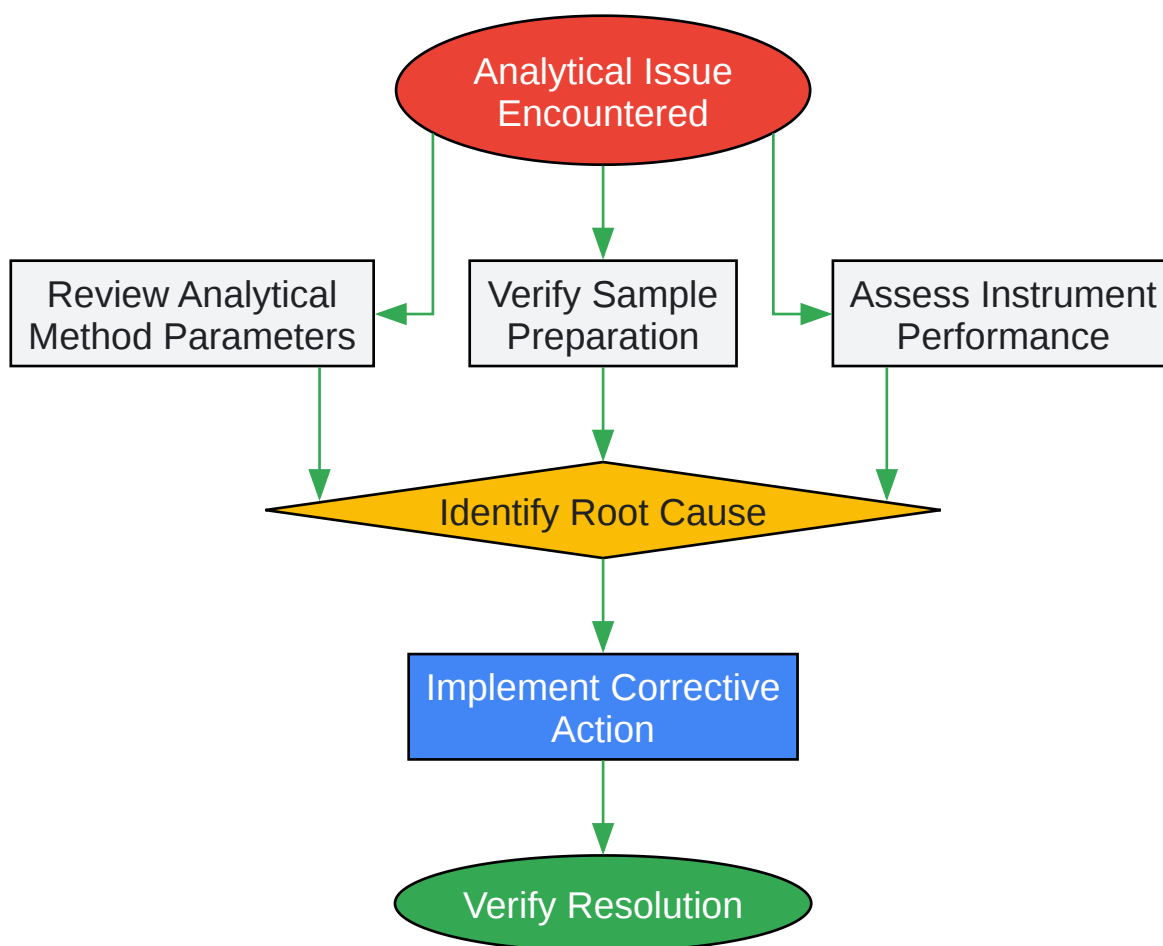 Analytical Issue
Encountered
Review Analytical
Method Parameters
Verify Sample
Preparation
Assess Instrument
Performance
Identify Root Cause
Implement Corrective
Action
Verify Resolution